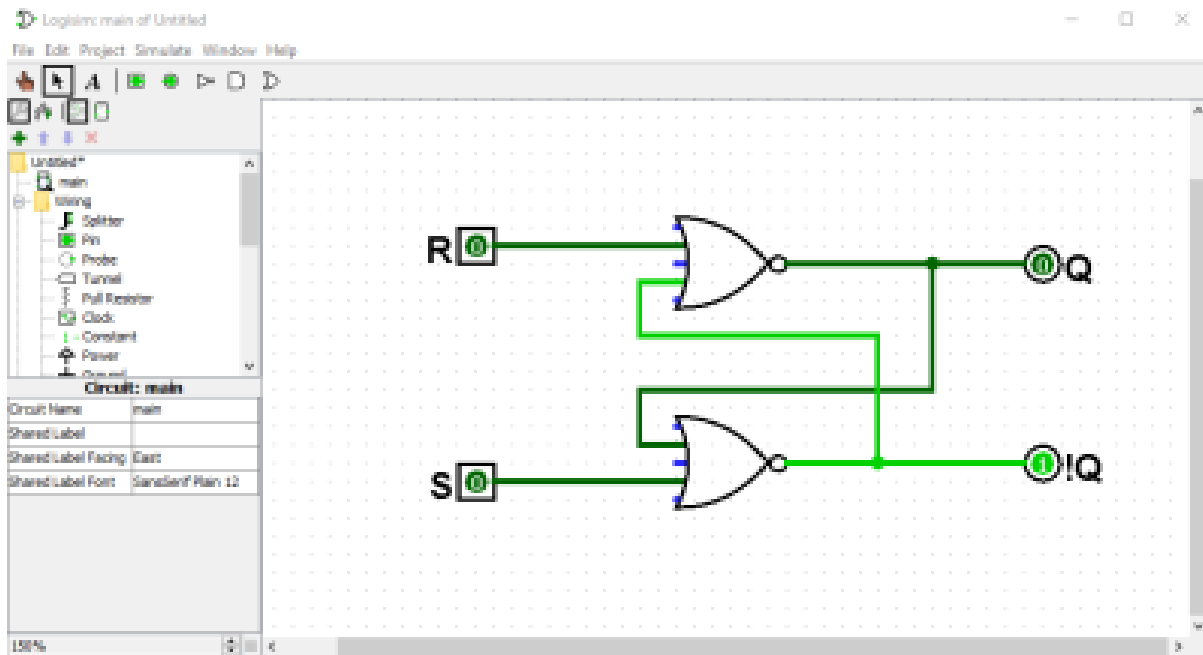 Logisim: main of Untitled
File Edit Project Simulate Window Help
A
Untitled*
main
Wiring
Splitter
Pin
Probe
Tunnel
Pull Resistor
Clock
Constant
Power
Ground
Circuit: main
Circuit Name main
Shared Label
Shared Label Facing East
Shared Label Font SansSerif Plain 12
150%
R 0
0 Q
S 0
1 !Q